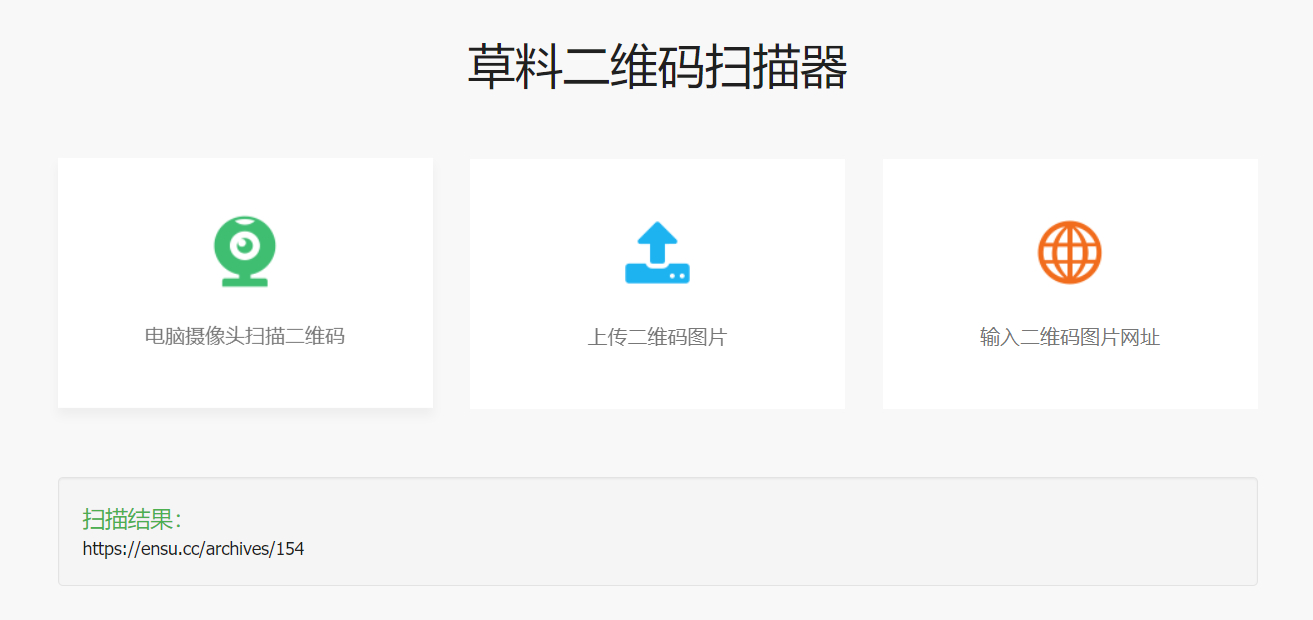 草料二维码扫描器
电脑摄像头扫描二维码
上传二维码图片
输入二维码图片网址
扫描结果：
https://ensu.cc/archives/154